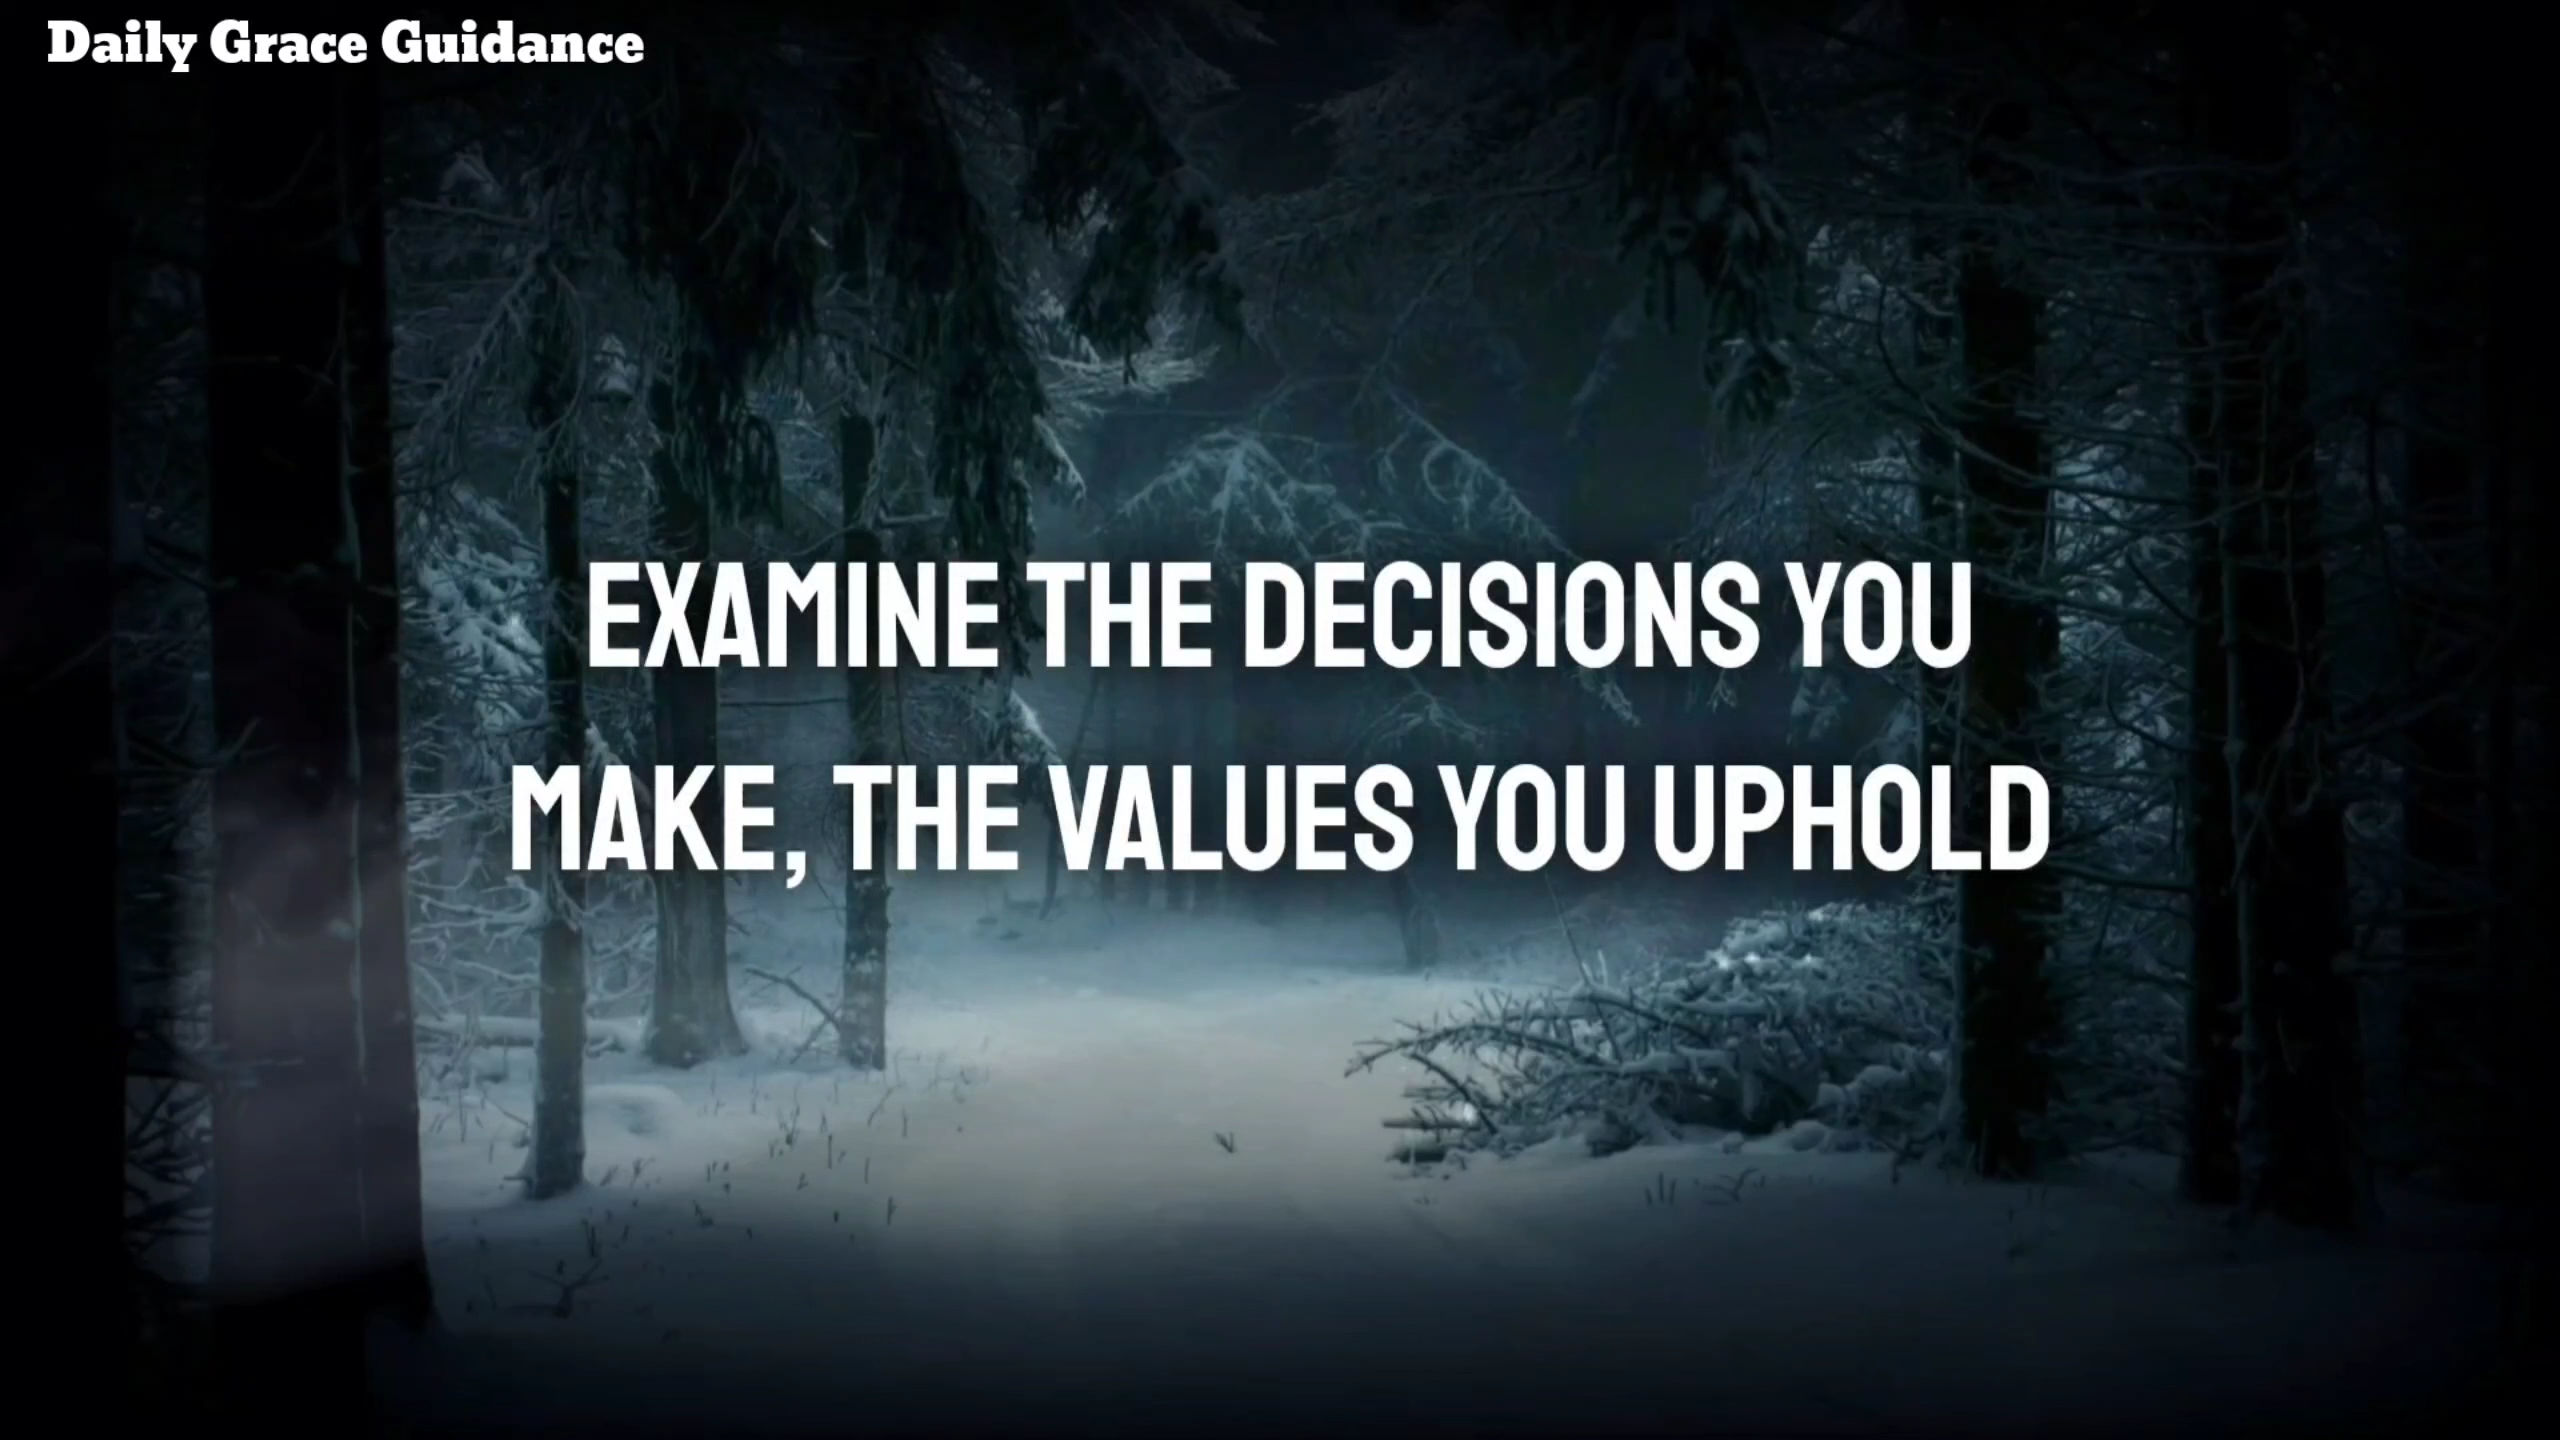 Daily Grace Guidance
EXAMINE THE DECISIONS YOU
MAKE, THE VALUES YOU UPHOLD